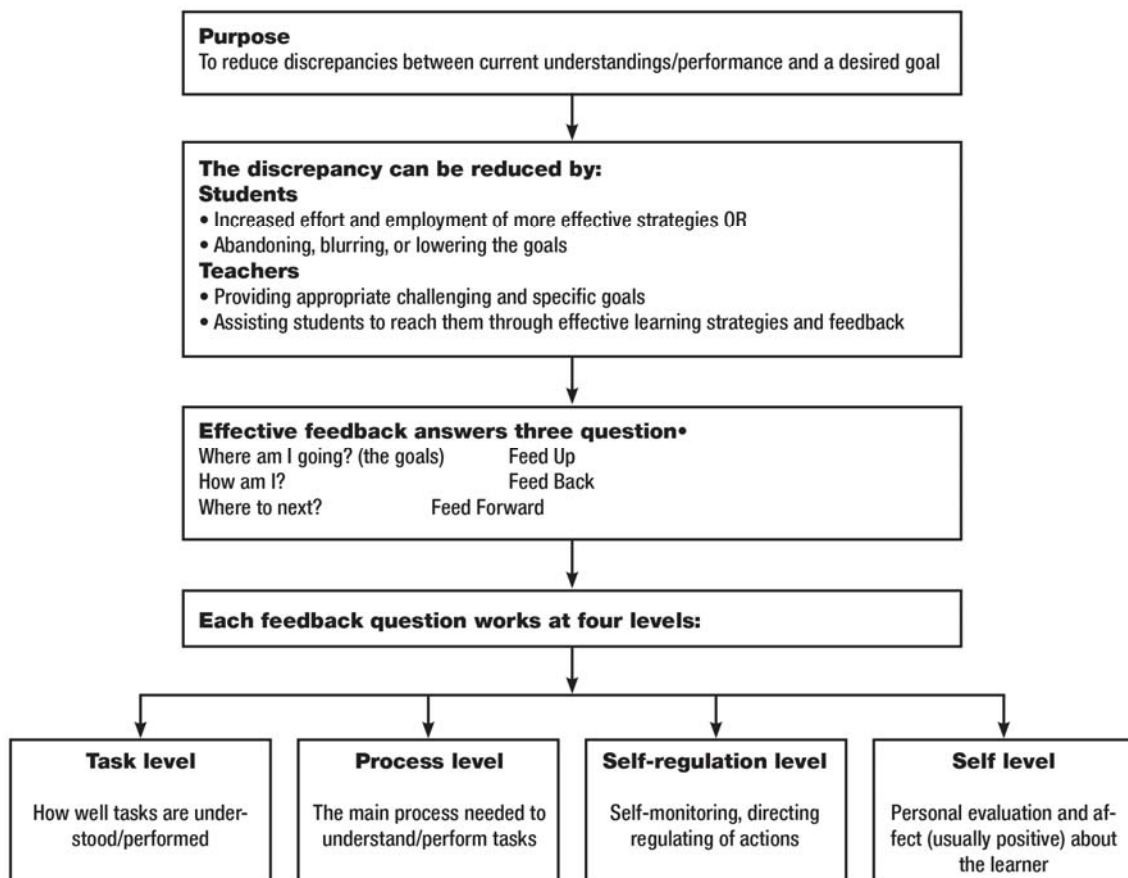 Purpose
To reduce discrepancies between current understandings/performance and a desired goal
The discrepancy can be reduced by:
Students
• Increased effort and employment of more effective strategies OR
• Abandoning, blurring, or lowering the goals
Teachers
• Providing appropriate challenging and specific goals
• Assisting students to reach them through effective learning strategies and feedback
Effective feedback answers three question•
Where am I going? (the goals) Feed Up
How am I? Feed Back
Where to next? Feed Forward
Each feedback question works at four levels:
Task level
How well tasks are under-
stood/performed
Process level
The main process needed to
understand/perform tasks
Self-regulation level
Self-monitoring, directing
regulating of actions
Self level
Personal evaluation and af-
fect (usually positive) about
the learner